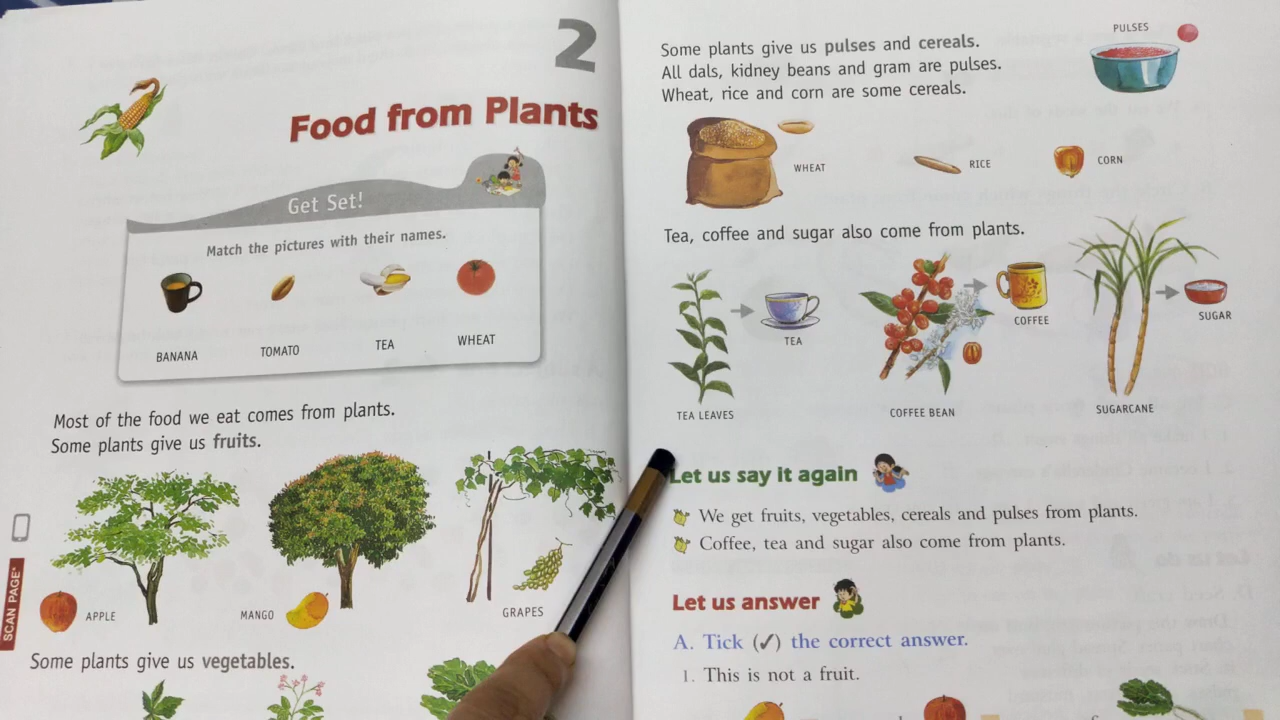 2
Food from Plants
Get Set!
Match the pictures with their names.
BANANA TOMATO TEA WHEAT
Most of the food we eat comes from plants.
Some plants give us fruits.
SCAN PAGE*
APPLE MANGO GRAPES
Some plants give us vegetables.
Some plants give us pulses and cereals.
All dals, kidney beans and gram are pulses.
Wheat, rice and corn are some cereals.
PULSES
WHEAT RICE CORN
Tea, coffee and sugar also come from plants.
TEA COFFEE SUGAR
TEA LEAVES COFFEE BEAN SUGARCANE
Let us say it again
We get fruits, vegetables, cereals and pulses from plants.
Coffee, tea and sugar also come from plants.
Let us answer
A. Tick (✓) the correct answer.
1. This is not a fruit.